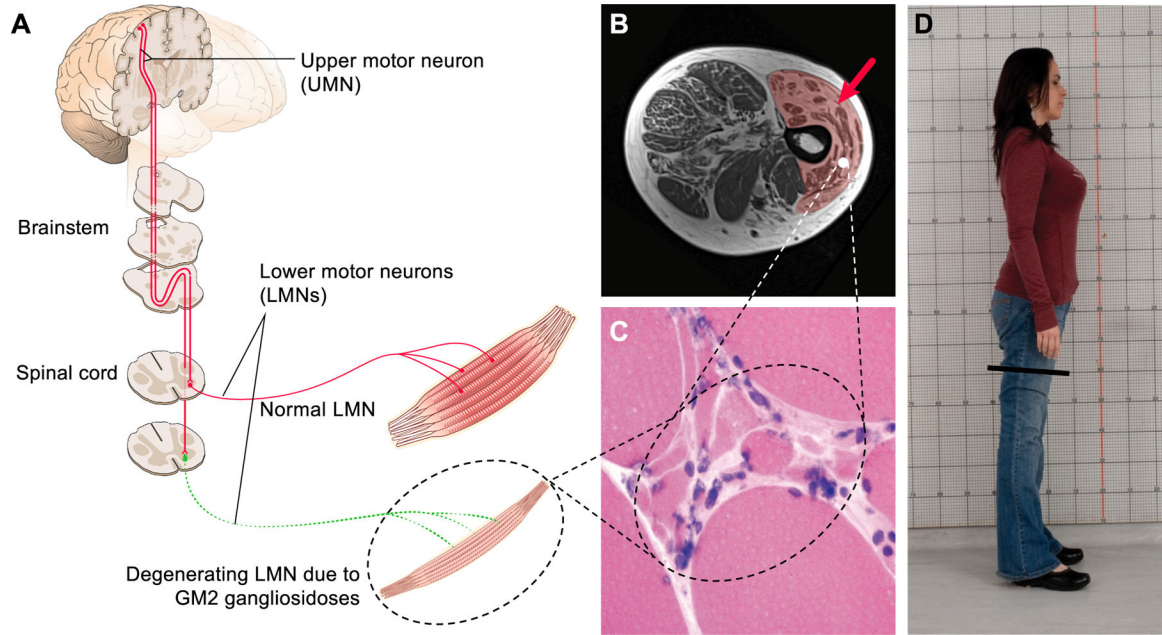 A
Upper motor neuron
(UMN)
Brainstem
Lower motor neurons
(LMNs)
Spinal cord
Normal LMN
Degenerating LMN due to
GM2 gangliosidoses
B
C
D